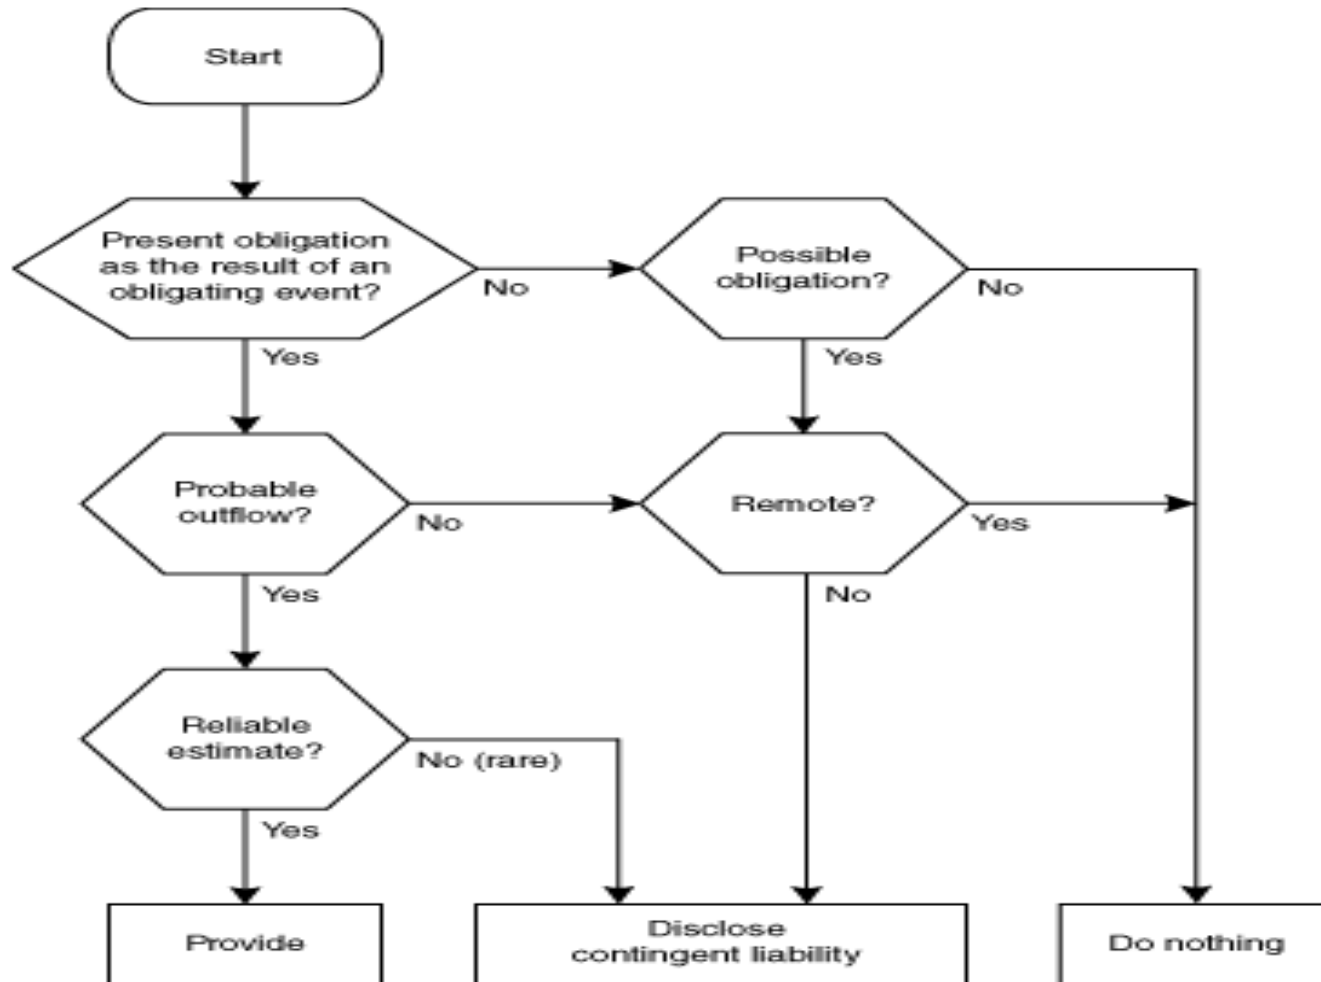 Start
Present obligation
as the result of an
obligating event?
No
Possible
obligation?
No
Yes
Yes
Probable
outflow?
No
Remote?
Yes
Yes
No
Reliable
estimate?
No (rare)
Yes
Provide
Disclose
contingent liability
Do nothing